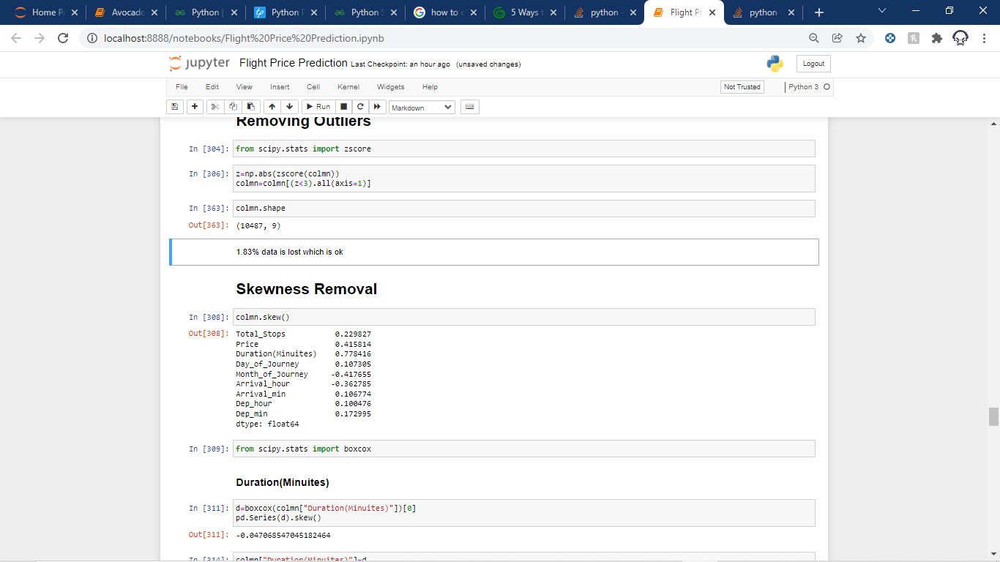 Home Pa
Avocado
Python |
Python P
Python S
how to c
5 Ways t
python -
Flight Pr
python -
localhost:8888/notebooks/Flight%20Price%20Prediction.ipynb
jupyter Flight Price Prediction Last Checkpoint: an hour ago (unsaved changes)
Logout
File Edit View Insert Cell Kernel Widgets Help
Not Trusted
Python 3
Run
Markdown
Removing Outliers
In [304]: from scipy.stats import zscore
In [306]: z=np.abs(zscore(colmn))
colmn=colmn[(z<3).all(axis=1)]
In [363]: colmn.shape
Out[363]: (10487, 9)
1.83% data is lost which is ok
Skewness Removal
In [308]: colmn.skew()
Out[308]: Total_Stops 0.229827
Price 0.415814
Duration(Minuites) 0.778416
Day_of_Journey 0.107305
Month_of_Journey -0.417655
Arrival_hour -0.362785
Arrival_min 0.106774
Dep_hour 0.100476
Dep_min 0.172995
dtype: float64
In [309]: from scipy.stats import boxcox
Duration(Minuites)
In [311]: d=boxcox(colmn["Duration(Minuites)"])[0]
pd.Series(d).skew()
Out[311]: -0.047068547045182464
In [314]: colmn["Duration(Minuites)"]=d